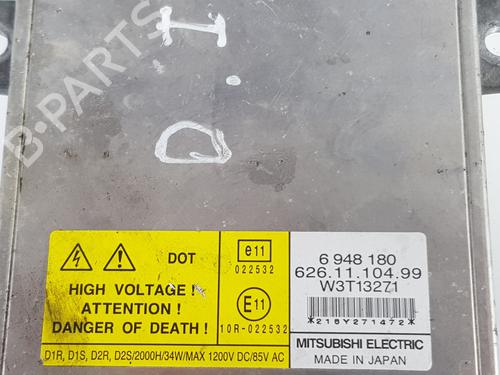 D.I
B-PARTS
DOT
HIGH VOLTAGE !
ATTENTION !
DANGER OF DEATH !
D1R, D1S, D2R, D2S/2000H/34W/MAX 1200V DC/85V AC
e11
022532
E11
10R-022532
6 948 180
626.11.104.99
W3T13271
*216Y271472*
MITSUBISHI ELECTRIC
MADE IN JAPAN